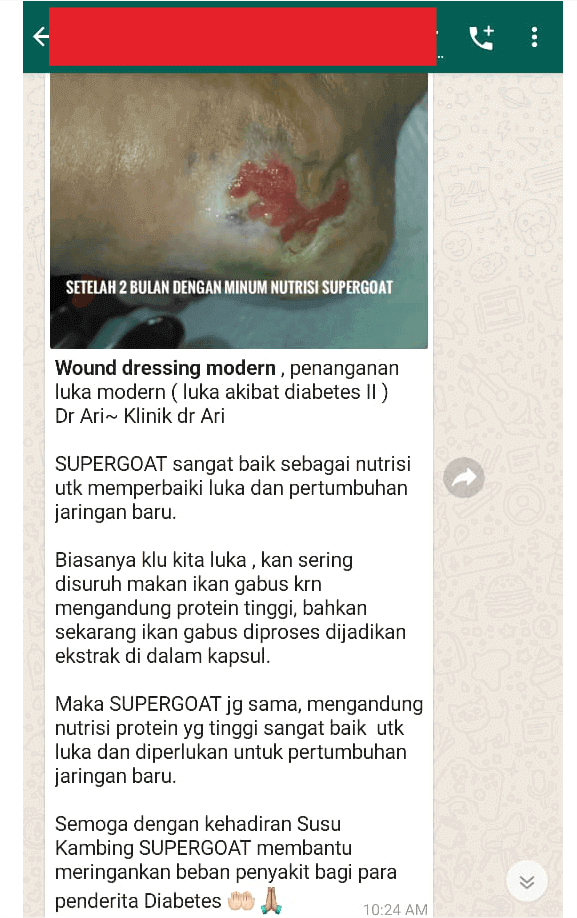 SETELAH 2 BULAN DENGAN MINUM NUTRISI SUPERGOAT
Wound dressing modern , penanganan
luka modern ( luka akibat diabetes II )
Dr Ari~ Klinik dr Ari
SUPERGOAT sangat baik sebagai nutrisi
utk memperbaiki luka dan pertumbuhan
jaringan baru.
Biasanya klu kita luka , kan sering
disuruh makan ikan gabus krn
mengandung protein tinggi, bahkan
sekarang ikan gabus diproses dijadikan
ekstrak di dalam kapsul.
Maka SUPERGOAT jg sama, mengandung
nutrisi protein yg tinggi sangat baik  utk
luka dan diperlukan untuk pertumbuhan
jaringan baru.
Semoga dengan kehadiran Susu
Kambing SUPERGOAT membantu
meringankan beban penyakit bagi para
penderita Diabetes 🤲🏻🙏🏼
10:24 AM